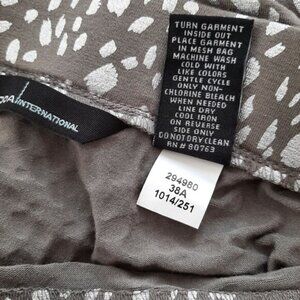 INTERNATIONAL
TURN GARMENT
INSIDE OUT
PLACE GARMENT
IN MESH BAG
MACHINE WASH
COLD WITH
LIKE COLORS
GENTLE CYCLE
ONLY NON-
CHLORINE BLEACH
WHEN NEEDED
LINE DRY
COOL IRON
ON REVERSE
SIDE ONLY
DO NOT DRY CLEAN
RN# 80763
294980
38A
1014/251